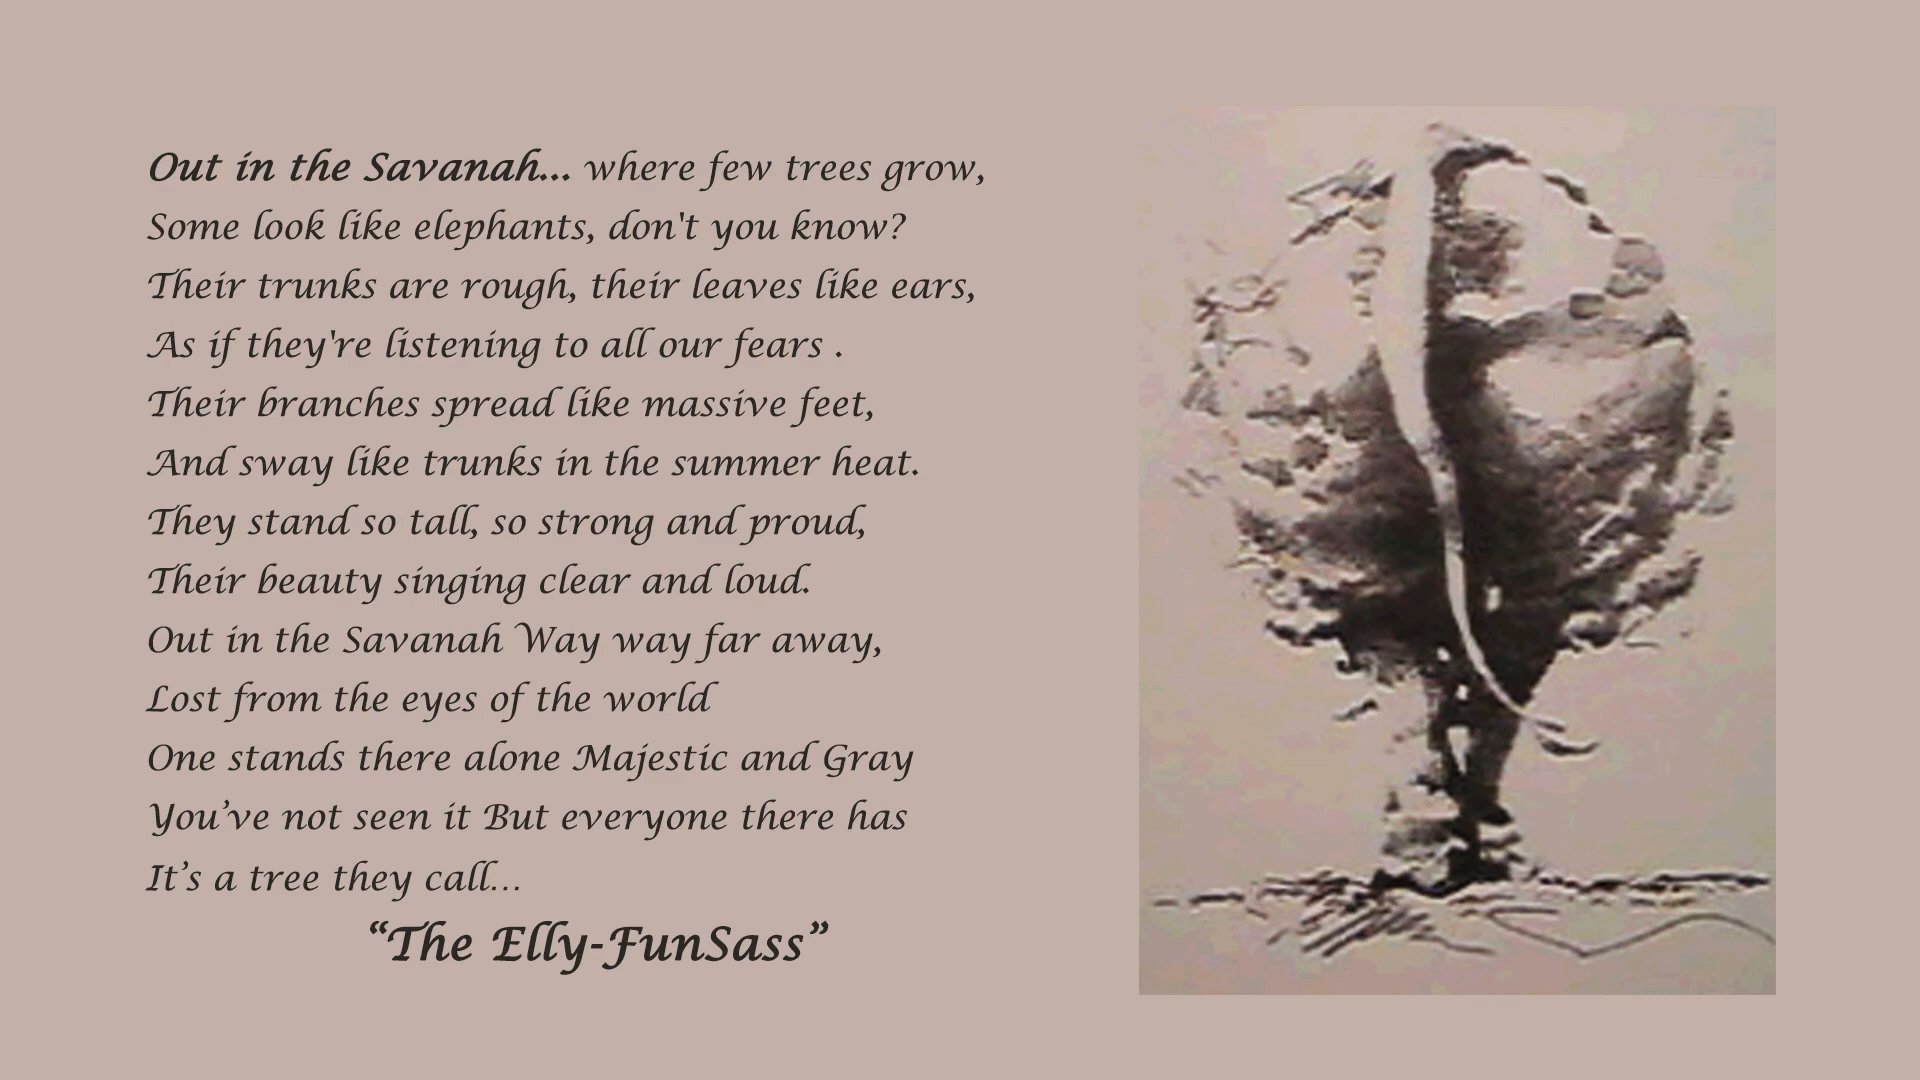 Out in the Savanah... where few trees grow,
Some look like elephants, don't you know?
Their trunks are rough, their leaves like ears,
As if they're listening to all our fears .
Their branches spread like massive feet,
And sway like trunks in the summer heat.
They stand so tall, so strong and proud,
Their beauty singing clear and loud.
Out in the Savanah Way way far away,
Lost from the eyes of the world
One stands there alone Majestic and Gray
You’ve not seen it But everyone there has
It’s a tree they call…
“The Elly-FunSass”